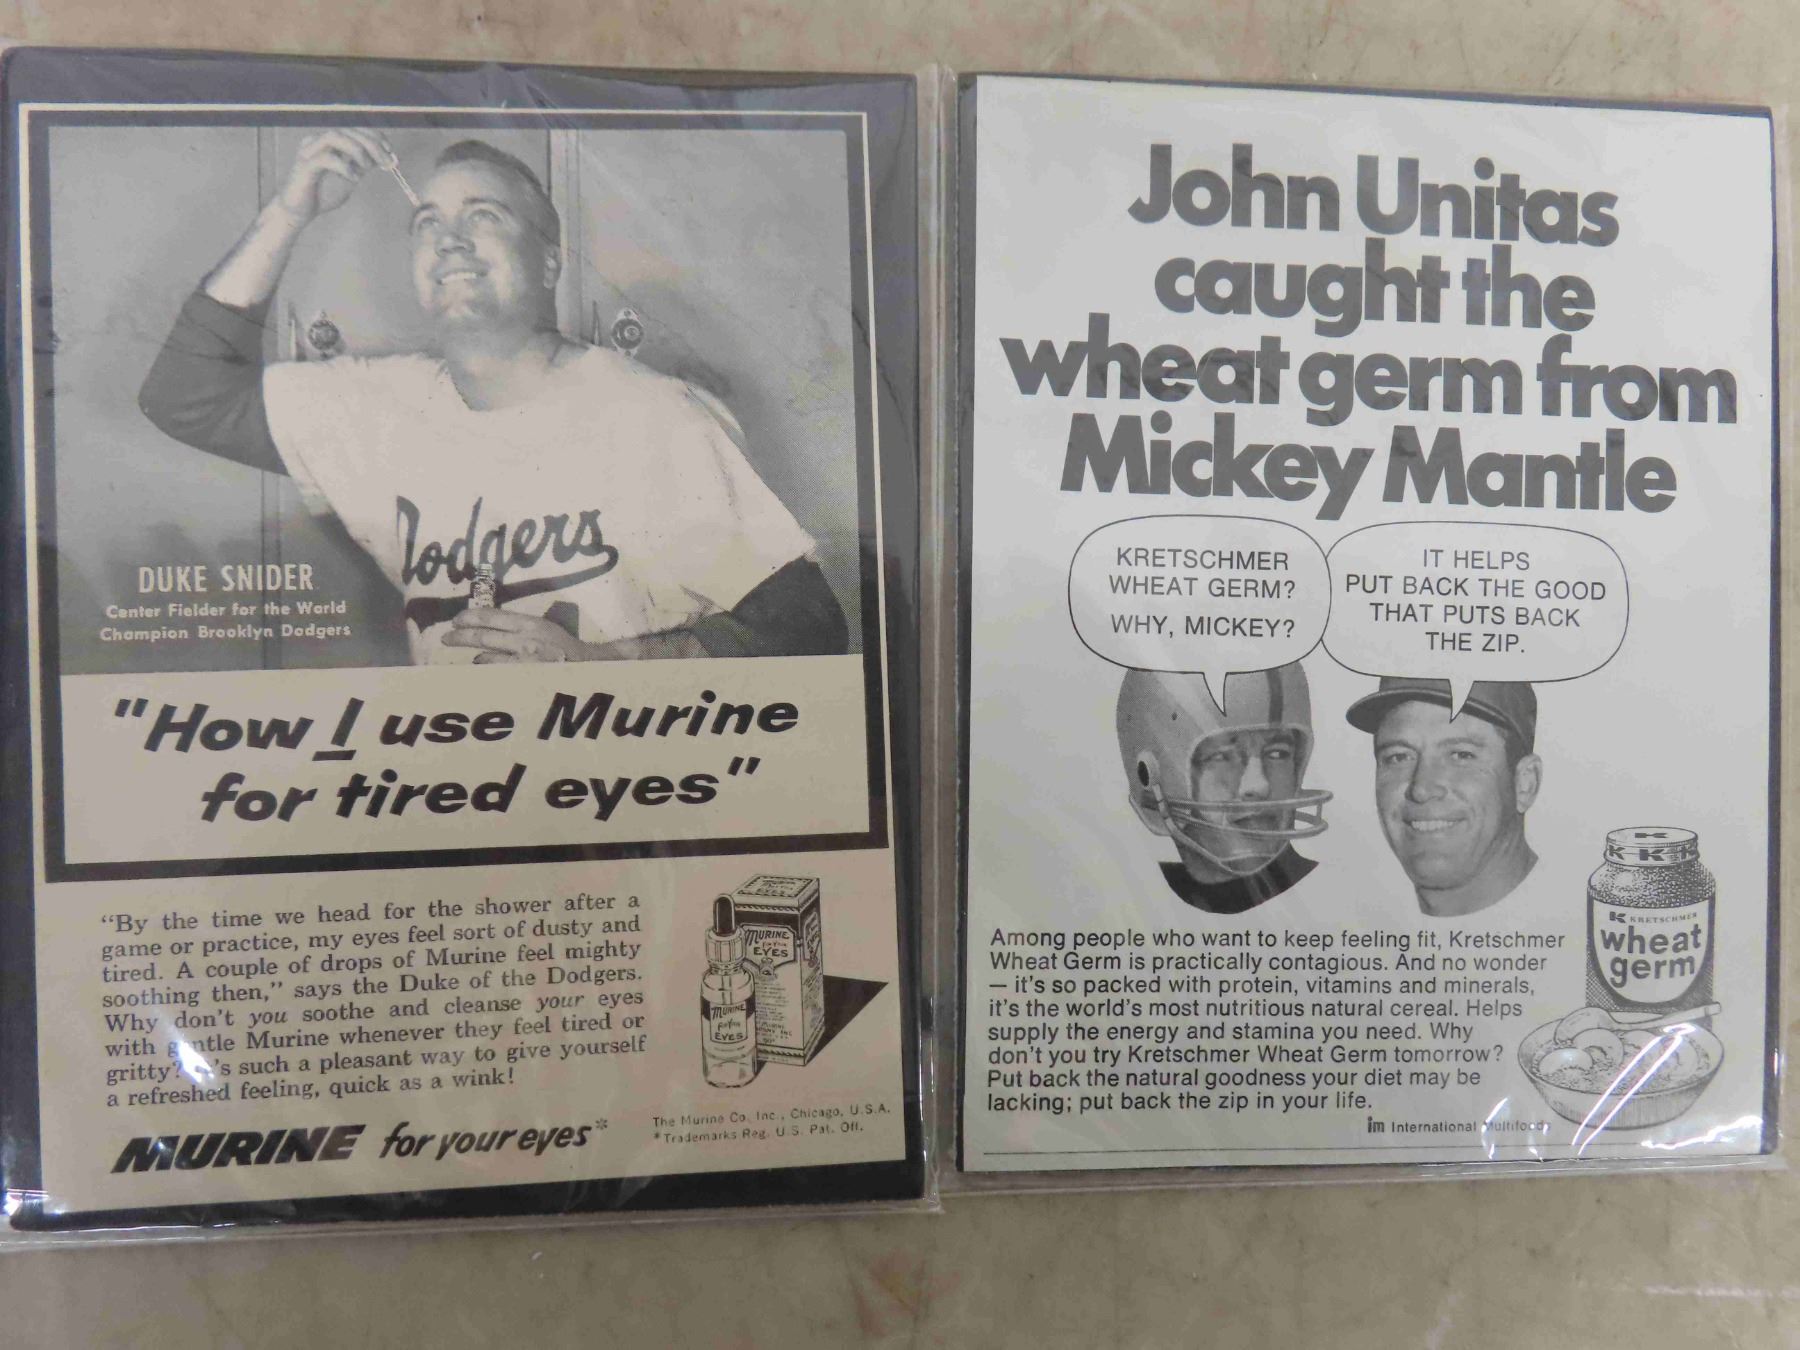 DUKE SNIDER
Center Fielder for the World
Champion Brooklyn Dodgers
Dodgers
"How I use Murine
for tired eyes"
"By the time we head for the shower after a
game or practice, my eyes feel sort of dusty and
tired. A couple of drops of Murine feel mighty
soothing then," says the Duke of the Dodgers.
Why don't you soothe and cleanse your eyes
with gentle Murine whenever they feel tired or
gritty? It's such a pleasant way to give yourself
a refreshed feeling, quick as a wink!
MURINE
For Your
EYES
MURINE
For Your
EYES
MURINE for your eyes*
The Murine Co. Inc., Chicago, U.S.A.
*Trademarks Reg. U.S. Pat. Off.
John Unitas
caught the
wheat germ from
Mickey Mantle
KRETSCHMER
WHEAT GERM?
WHY, MICKEY?
IT HELPS
PUT BACK THE GOOD
THAT PUTS BACK
THE ZIP.
Among people who want to keep feeling fit, Kretschmer
Wheat Germ is practically contagious. And no wonder
— it's so packed with protein, vitamins and minerals,
it's the world's most nutritious natural cereal. Helps
supply the energy and stamina you need. Why
don't you try Kretschmer Wheat Germ tomorrow?
Put back the natural goodness your diet may be
lacking; put back the zip in your life.
K
K K K
K KRETSCHMER
wheat
germ
im International Multifoods